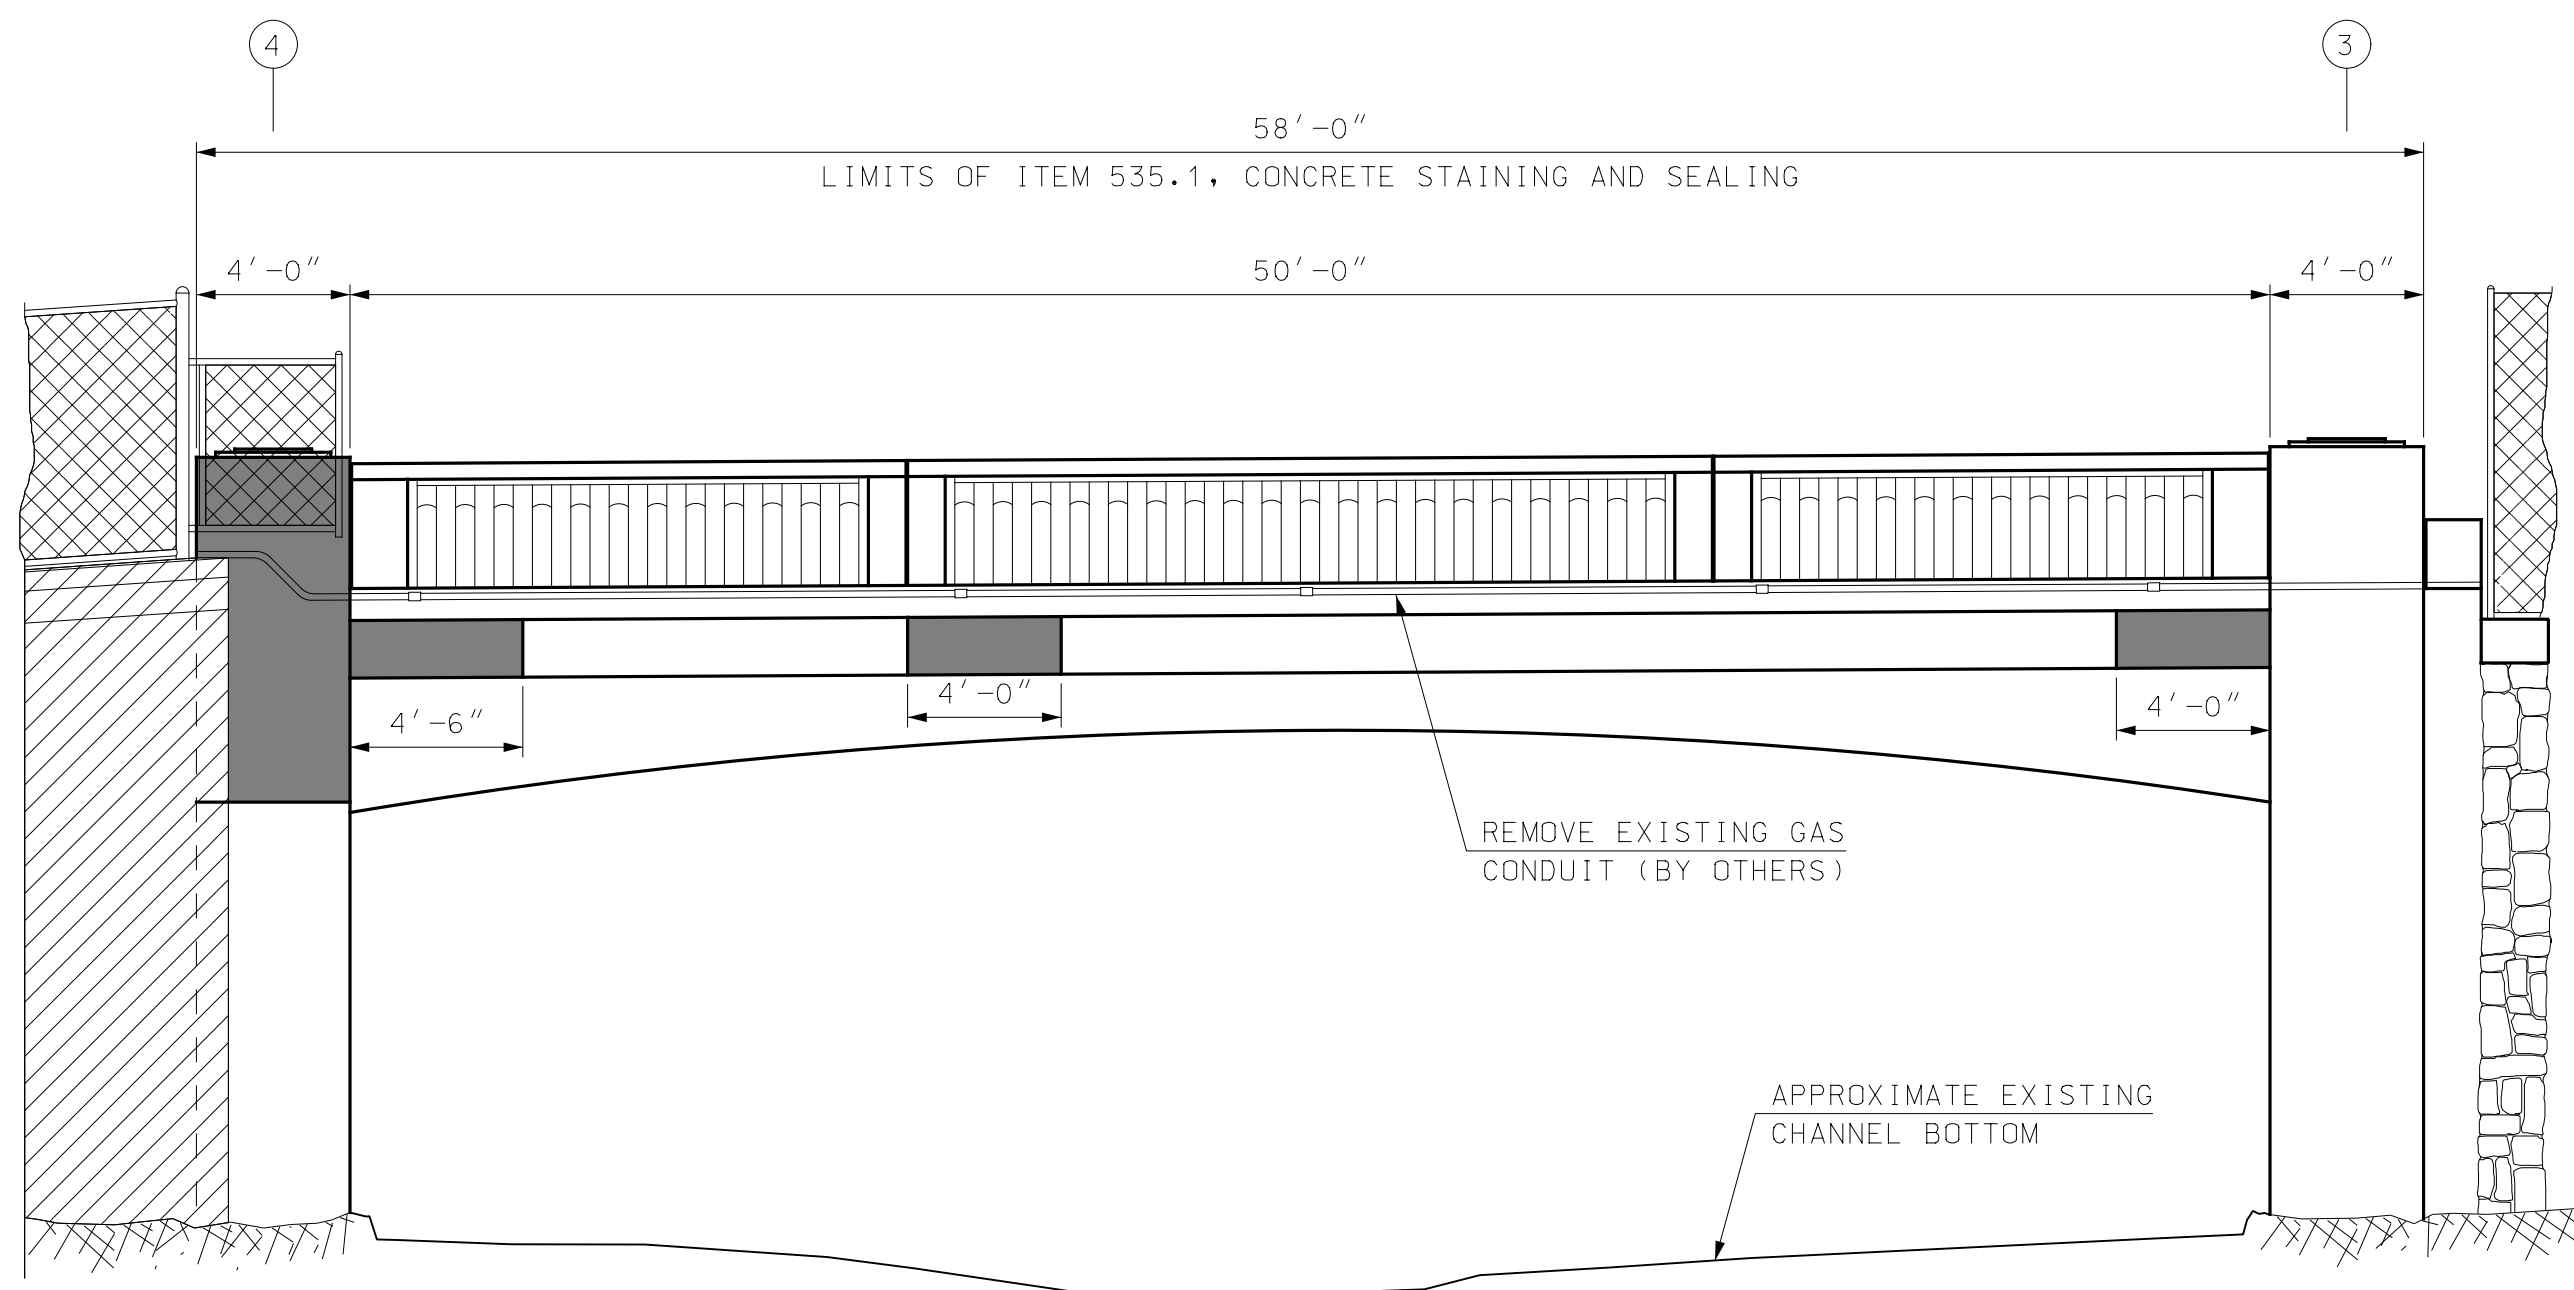 4
3
58'-0"
LIMITS OF ITEM 535.1, CONCRETE STAINING AND SEALING
4'-0"
50'-0"
4'-0"
4'-6"
4'-0"
4'-0"
REMOVE EXISTING GAS
CONDUIT (BY OTHERS)
APPROXIMATE EXISTING
CHANNEL BOTTOM